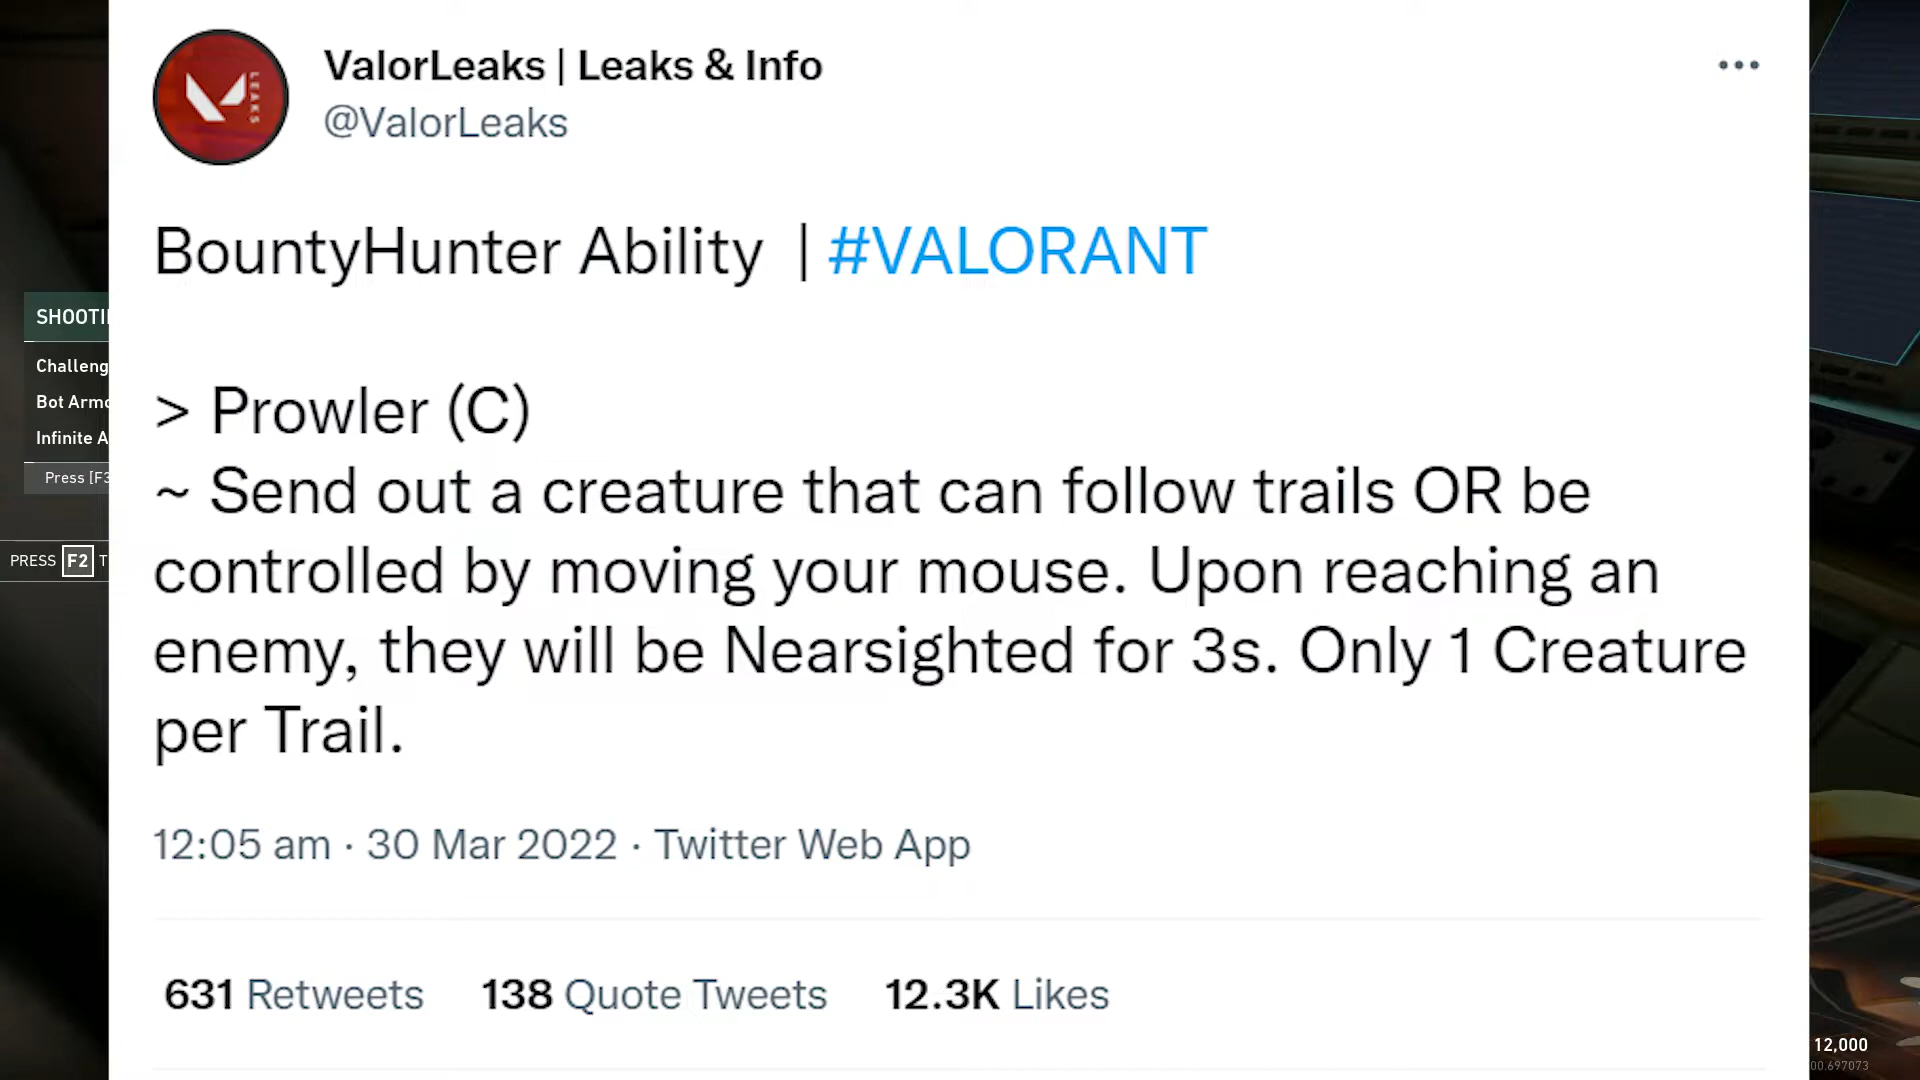 LEAKS
ValorLeaks | Leaks & Info
@ValorLeaks
BountyHunter Ability | #VALORANT
> Prowler (C)
~ Send out a creature that can follow trails OR be
controlled by moving your mouse. Upon reaching an
enemy, they will be Nearsighted for 3s. Only 1 Creature
per Trail.
12:05 am · 30 Mar 2022 · Twitter Web App
631 Retweets 138 Quote Tweets 12.3K Likes
Bot
Infinite
Press
PRESS F2
12,000
00.697073